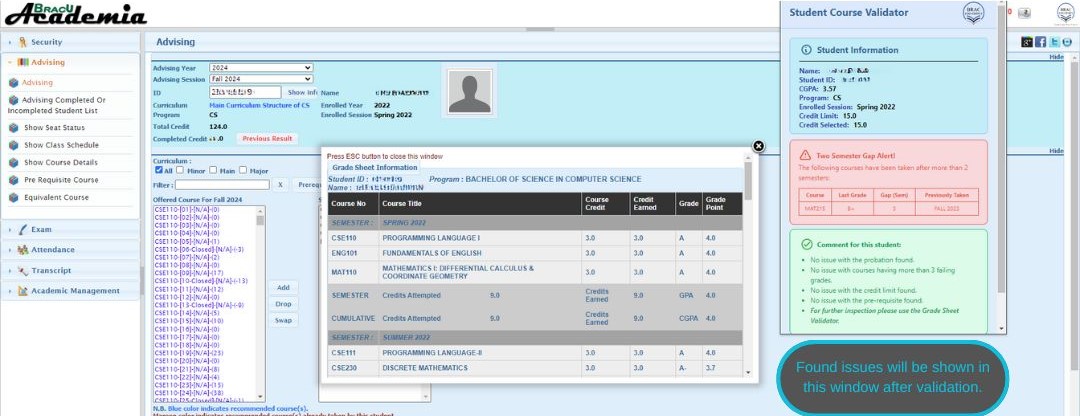 BRACU
Academia
Security
Advising
Advising
Advising Completed Or
Incompleted Student List
Show Seat Status
Show Class Schedule
Show Course Details
Pre Requisite Course
Equivalent Course
Exam
Attendance
Transcript
Academic Management
Advising
Hide
Advising Year 2024
Advising Session Fall 2024
ID Show Info Name
Curriculum Main Curriculum Structure of CS Enrolled Year 2022
Program CS Enrolled Session Spring 2022
Total Credit 124.0
Completed Credit Previous Result
Hide
Curriculum :
All Minor Main Major
Filter : X
Offered Course For Fall 2024
CSE110-[01]-[N/A]-(0)
CSE110-[02]-[N/A]-(0)
CSE110-[03]-[N/A]-(0)
CSE110-[04]-[N/A]-(0)
CSE110-[05]-[N/A]-(1)
CSE110-[06-Closed]-[N/A]-(-3)
CSE110-[07]-[N/A]-(2)
CSE110-[08]-[N/A]-(0)
CSE110-[09]-[N/A]-(17)
CSE110-[10-Closed]-[N/A]-(-13)
CSE110-[11]-[N/A]-(12)
CSE110-[12]-[N/A]-(0)
CSE110-[14]-[N/A]-(5)
CSE110-[15]-[N/A]-(10)
CSE110-[16]-[N/A]-(0)
CSE110-[17]-[N/A]-(0)
CSE110-[18]-[N/A]-(0)
CSE110-[19]-[N/A]-(23)
CSE110-[20]-[N/A]-(0)
CSE110-[21]-[N/A]-(8)
CSE110-[22]-[N/A]-(4)
CSE110-[23]-[N/A]-(15)
CSE110-[24]-[N/A]-(38)
Add
Drop
Swap
N.B. Blue color indicates recommended course(s).
Press ESC button to close this window
Grade Sheet Information
Student ID : Program : BACHELOR OF SCIENCE IN COMPUTER SCIENCE
Name :
Course No Course Title Course Credit Credit Earned Grade Grade Point
SEMESTER : SPRING 2022
CSE110 PROGRAMMING LANGUAGE I 3.0 3.0 A 4.0
ENG101 FUNDAMENTALS OF ENGLISH 3.0 3.0 A 4.0
MAT110 MATHEMATICS I: DIFFERENTIAL CALCULUS & COORDINATE GEOMETRY 3.0 3.0 A 4.0
SEMESTER Credits Attempted 9.0 Credits Earned 9.0 GPA 4.0
CUMULATIVE Credits Attempted 9.0 Credits Earned 9.0 CGPA 4.0
SEMESTER : SUMMER 2022
CSE111 PROGRAMMING LANGUAGE-II 3.0 3.0 A 4.0
CSE230 DISCRETE MATHEMATICS 3.0 3.0 A- 3.7
Student Course Validator
Student Information
Name:
Student ID:
CGPA: 3.57
Program: CS
Enrolled Session: Spring 2022
Credit Limit: 15.0
Credit Selected: 15.0
Two Semester Gap Alert!
The following courses have been taken after more than 2
semesters:
Course Last Grade Gap (Sem) Previously Taken
MAT215 B+ 3 FALL 2022
Comment for this student:
No issue with the probation found.
No issue with courses having more than 3 failing
grades.
No issue with the credit limit found.
No issue with the pre-requisite found.
For further inspection please use the Grade Sheet
Validator.
Found issues will be shown in
this window after validation.